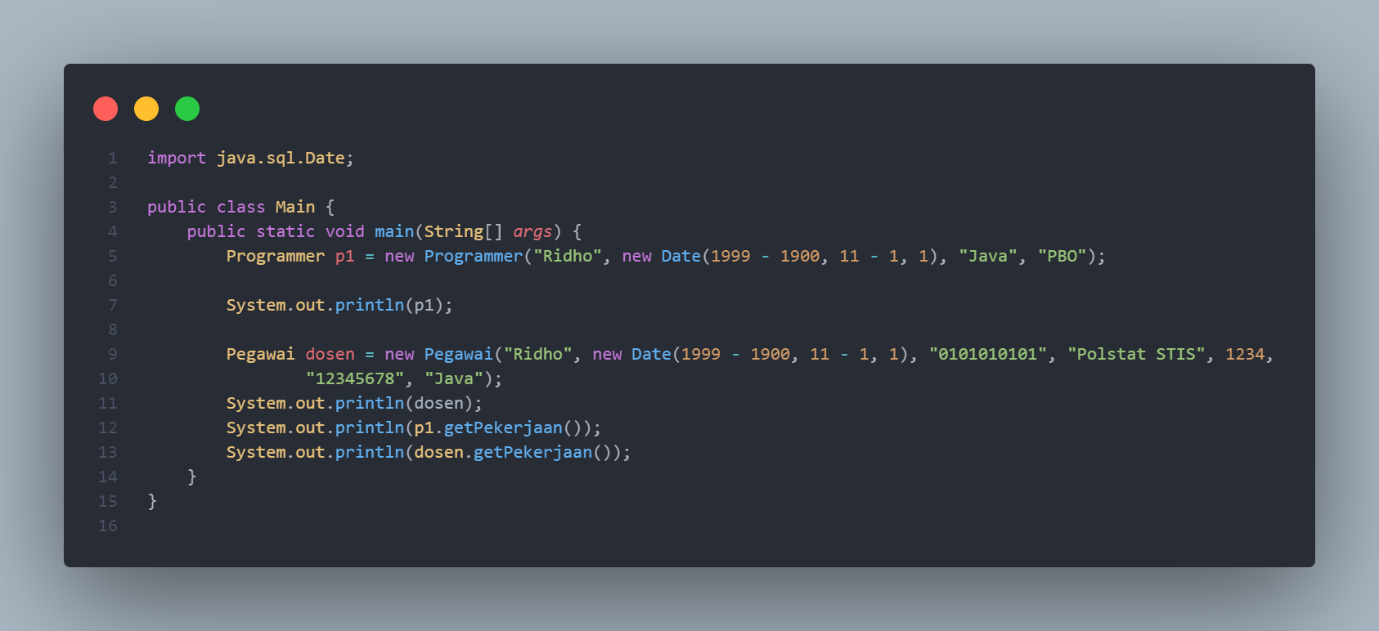 1 import java.sql.Date;
2
3 public class Main {
4     public static void main(String[] args) {
5         Programmer p1 = new Programmer("Ridho", new Date(1999 - 1900, 11 - 1, 1), "Java", "PBO");
6
7         System.out.println(p1);
8
9         Pegawai dosen = new Pegawai("Ridho", new Date(1999 - 1900, 11 - 1, 1), "0101010101", "Polstat STIS", 1234,
10                 "12345678", "Java");
11         System.out.println(dosen);
12         System.out.println(p1.getPekerjaan());
13         System.out.println(dosen.getPekerjaan());
14     }
15 }
16